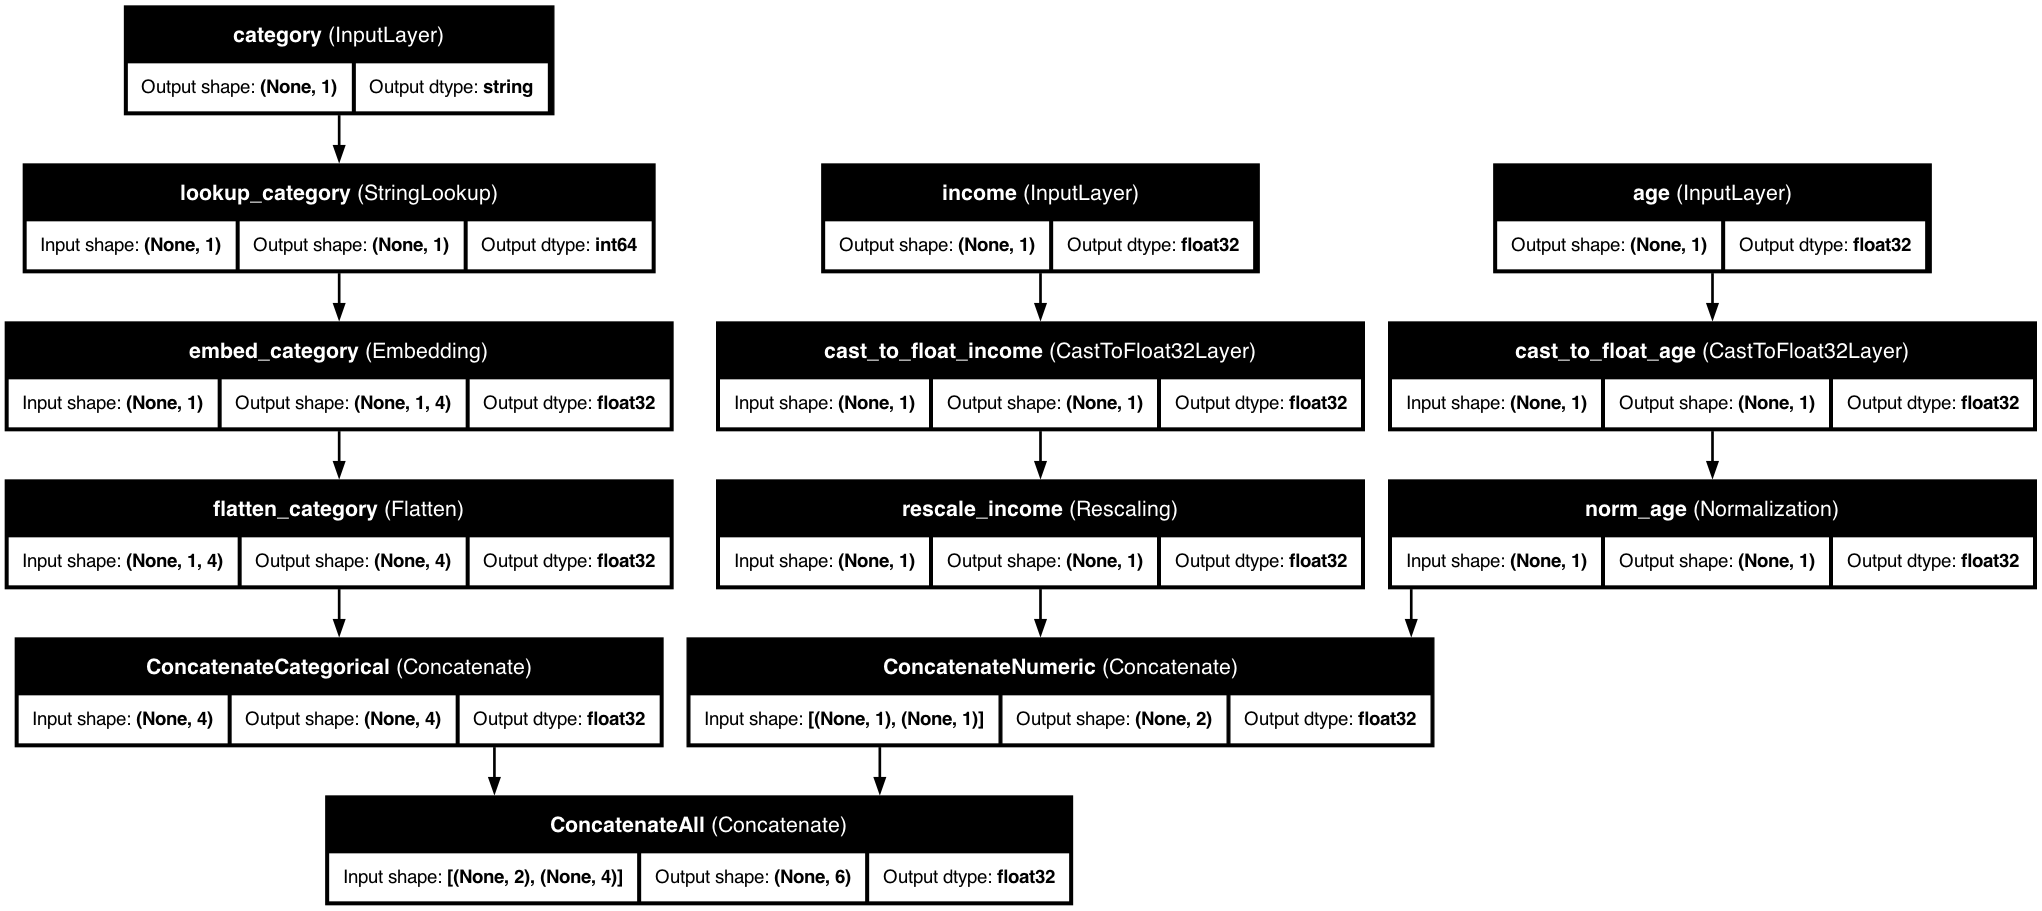 category (InputLayer)
Output shape: (None, 1) Output dtype: string
lookup_category (StringLookup)
Input shape: (None, 1) Output shape: (None, 1) Output dtype: int64
income (InputLayer)
Output shape: (None, 1) Output dtype: float32
age (InputLayer)
Output shape: (None, 1) Output dtype: float32
embed_category (Embedding)
Input shape: (None, 1) Output shape: (None, 1, 4) Output dtype: float32
cast_to_float_income (CastToFloat32Layer)
Input shape: (None, 1) Output shape: (None, 1) Output dtype: float32
cast_to_float_age (CastToFloat32Layer)
Input shape: (None, 1) Output shape: (None, 1) Output dtype: float32
flatten_category (Flatten)
Input shape: (None, 1, 4) Output shape: (None, 4) Output dtype: float32
rescale_income (Rescaling)
Input shape: (None, 1) Output shape: (None, 1) Output dtype: float32
norm_age (Normalization)
Input shape: (None, 1) Output shape: (None, 1) Output dtype: float32
ConcatenateCategorical (Concatenate)
Input shape: (None, 4) Output shape: (None, 4) Output dtype: float32
ConcatenateNumeric (Concatenate)
Input shape: [(None, 1), (None, 1)] Output shape: (None, 2) Output dtype: float32
ConcatenateAll (Concatenate)
Input shape: [(None, 2), (None, 4)] Output shape: (None, 6) Output dtype: float32